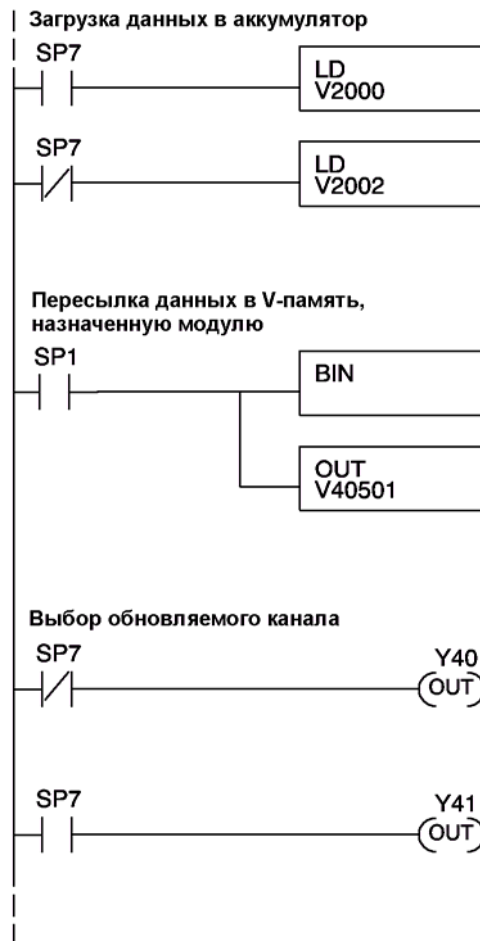 Загрузка данных в аккумулятор
SP7
LD
V2000
SP7
LD
V2002
Пересылка данных в V-память,
назначенную модулю
SP1
BIN
OUT
V40501
Выбор обновляемого канала
SP7
Y40
OUT
SP7
Y41
OUT